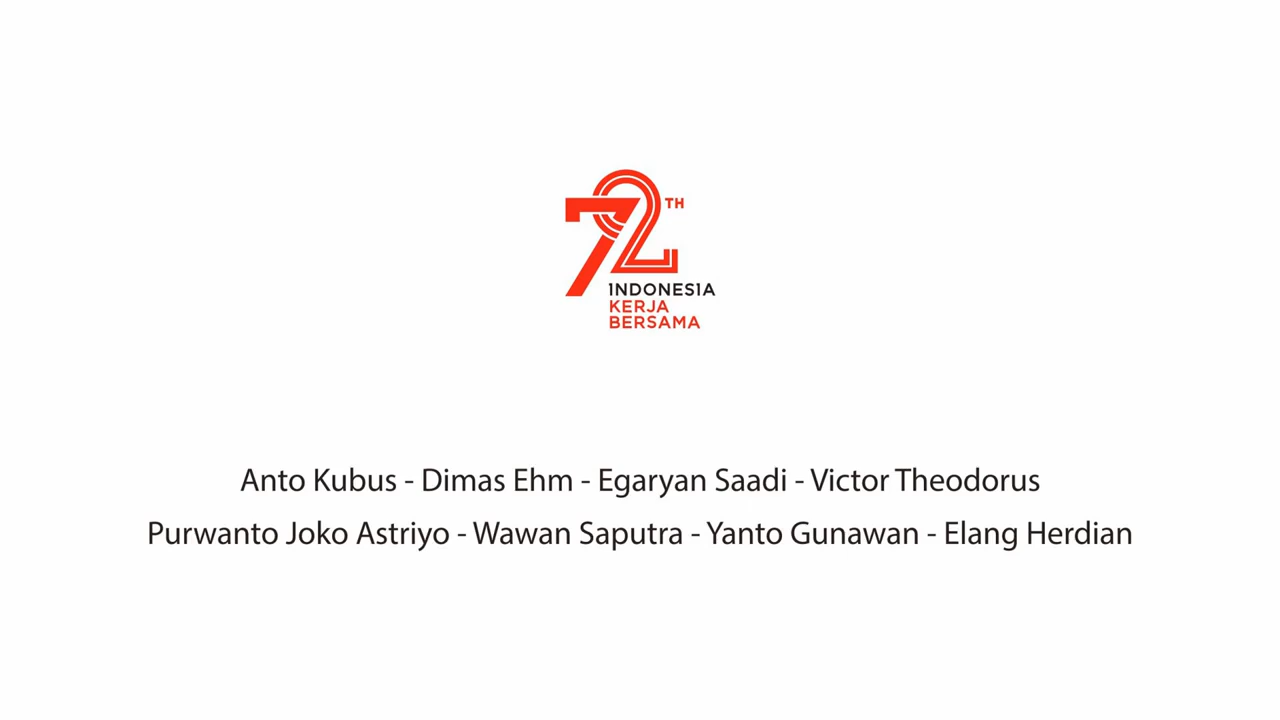 72TH
INDONESIA
KERJA
BERSAMA
Anto Kubus - Dimas Ehm - Egaryan Saadi - Victor Theodorus
Purwanto Joko Astriyo - Wawan Saputra - Yanto Gunawan - Elang Herdian